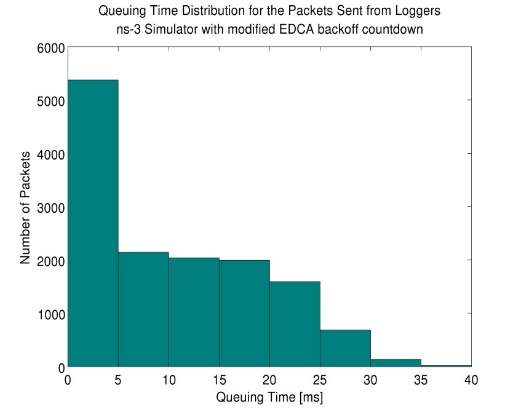 Queuing Time Distribution for the Packets Sent from Loggers
ns-3 Simulator with modified EDCA backoff countdown
6000
5000
4000
3000
2000
1000
0
Number of Packets
0 5 10 15 20 25 30 35 40
Queuing Time [ms]